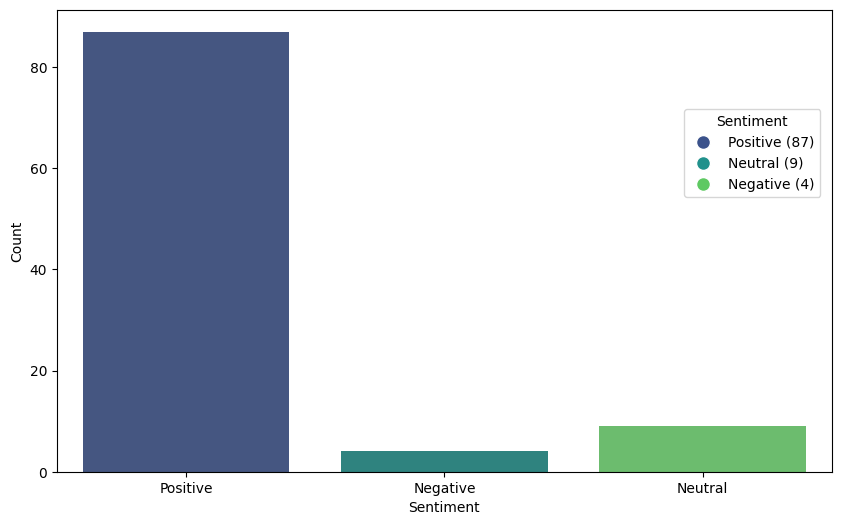 80
60
40
20
0
Count
Sentiment
Positive (87)
Neutral (9)
Negative (4)
Positive
Negative
Neutral
Sentiment